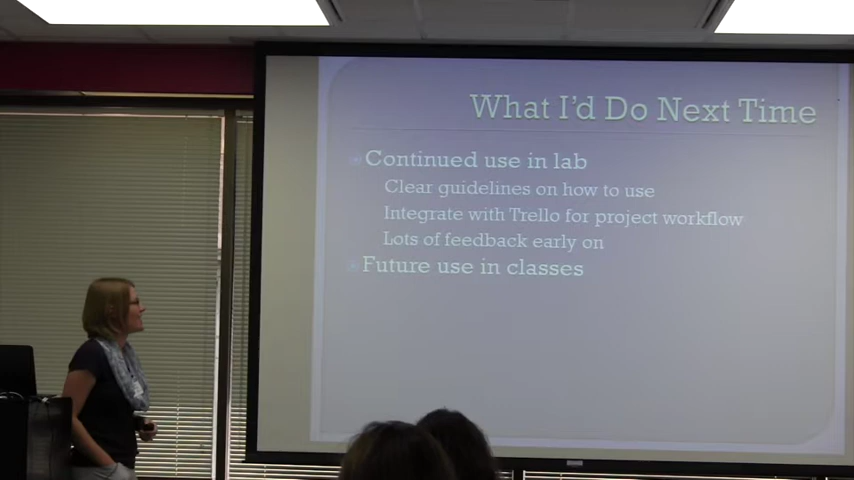 What I'd Do Next Time
Continued use in lab
Clear guidelines on how to use
Integrate with Trello for project workflow
Lots of feedback early on
Future use in classes